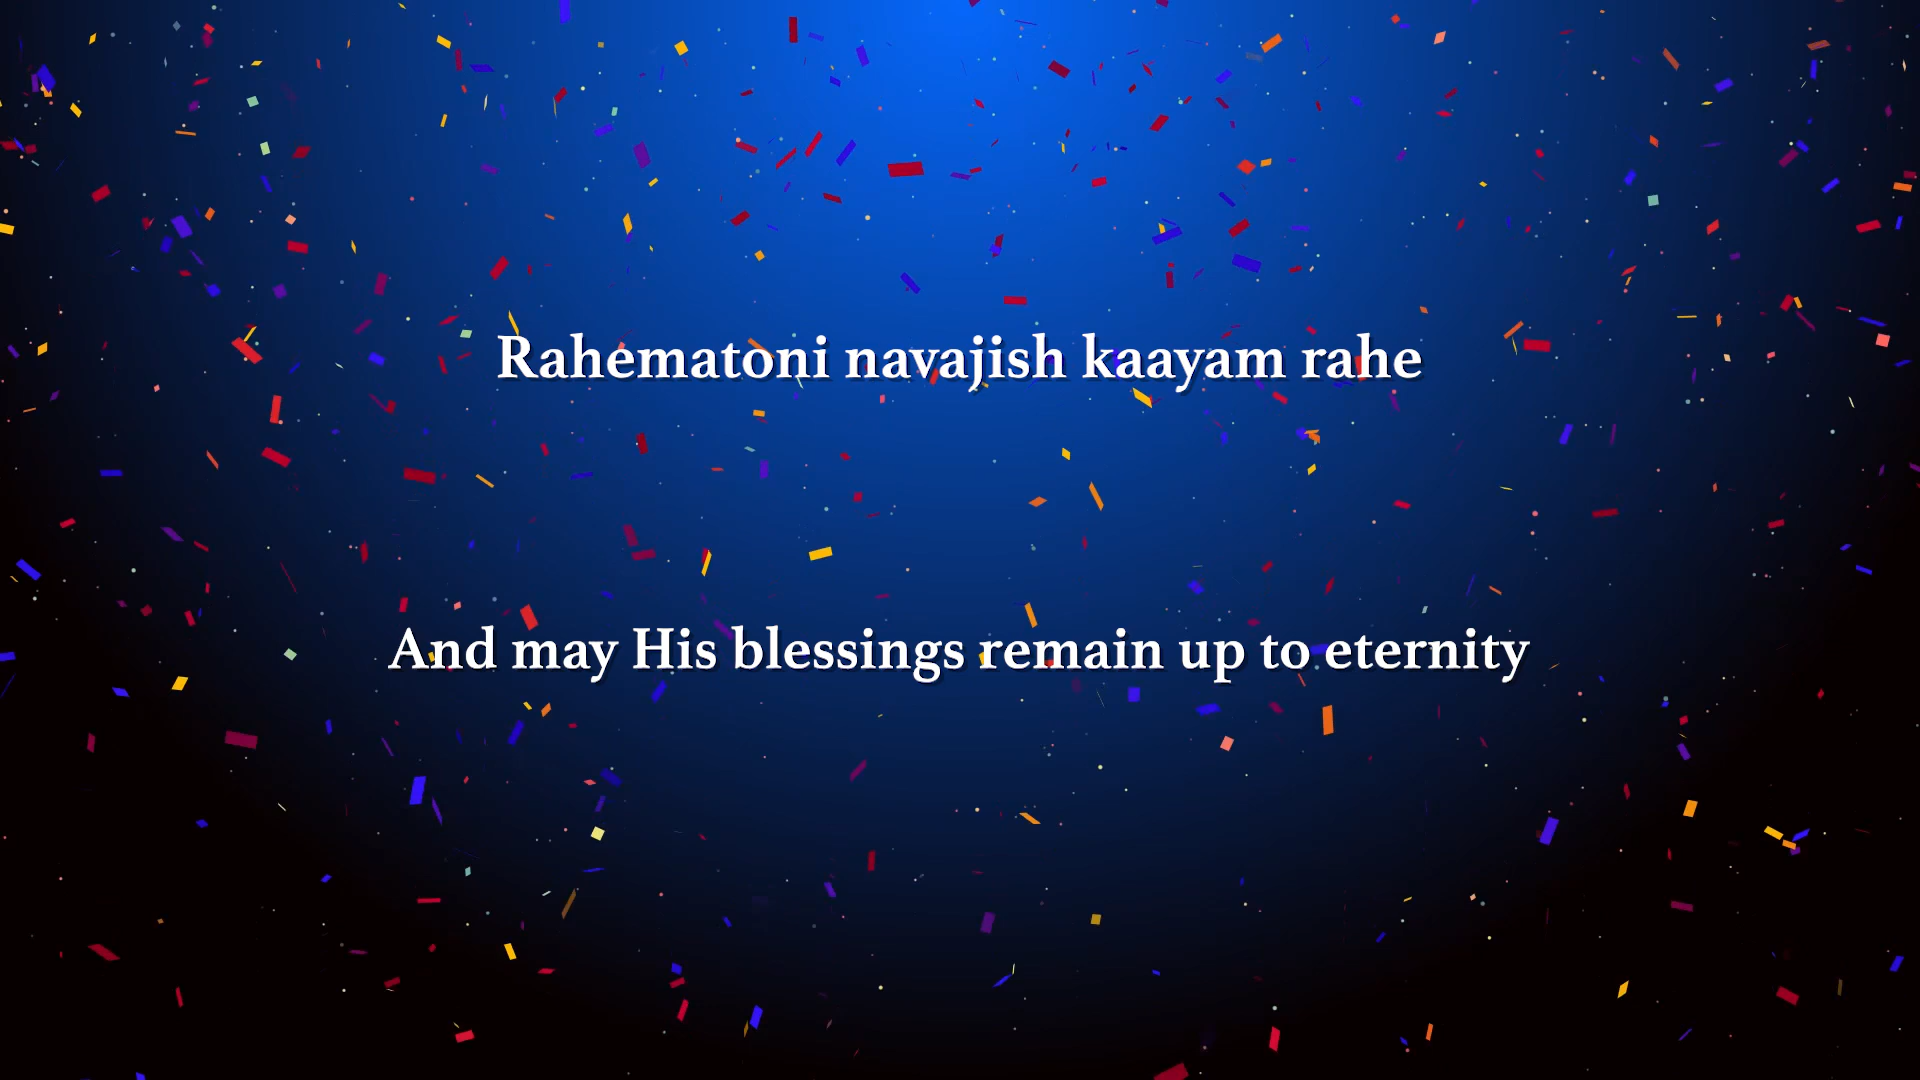 Rahematoni navajish kaayam rahe
And may His blessings remain up to eternity